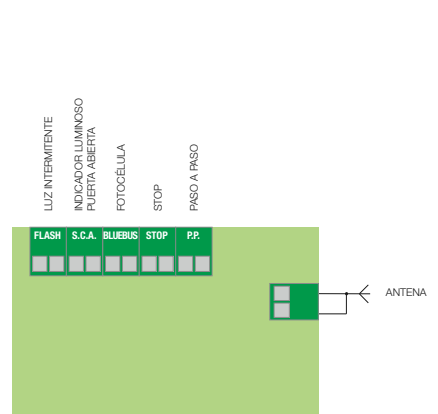 LUZ INTERMITENTE
INDICADOR LUMINOSO
PUERTA ABIERTA
FOTOCÉLULA
STOP
PASO A PASO
FLASH
S.C.A.
BLUEBUS
STOP
P.P.
ANTENA